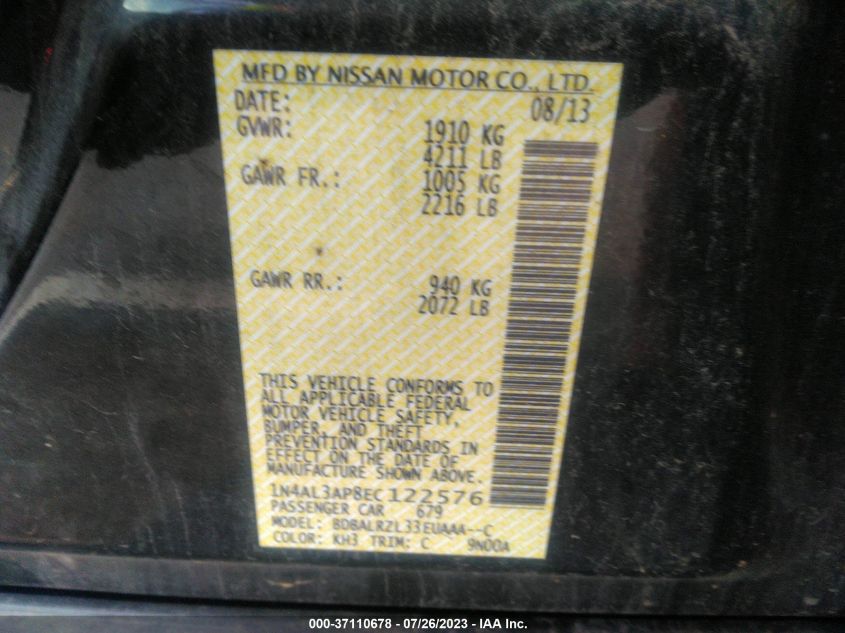 MFD BY NISSAN MOTOR CO., LTD.
DATE: 08/13
GVWR: 1910 KG
4211 LB
GAWR FR.: 1005 KG
2216 LB
GAWR RR.: 940 KG
2072 LB
THIS VEHICLE CONFORMS TO
ALL APPLICABLE FEDERAL
MOTOR VEHICLE SAFETY,
BUMPER, AND THEFT
PREVENTION STANDARDS IN
EFFECT ON THE DATE OF
MANUFACTURE SHOWN ABOVE.
1N4AL3AP8EC122576
PASSENGER CAR 679
MODEL: BDBALRZL33EUAAA--C
COLOR: KH3 TRIM: C 9N00A
000-37110678 - 07/26/2023 - IAA Inc.